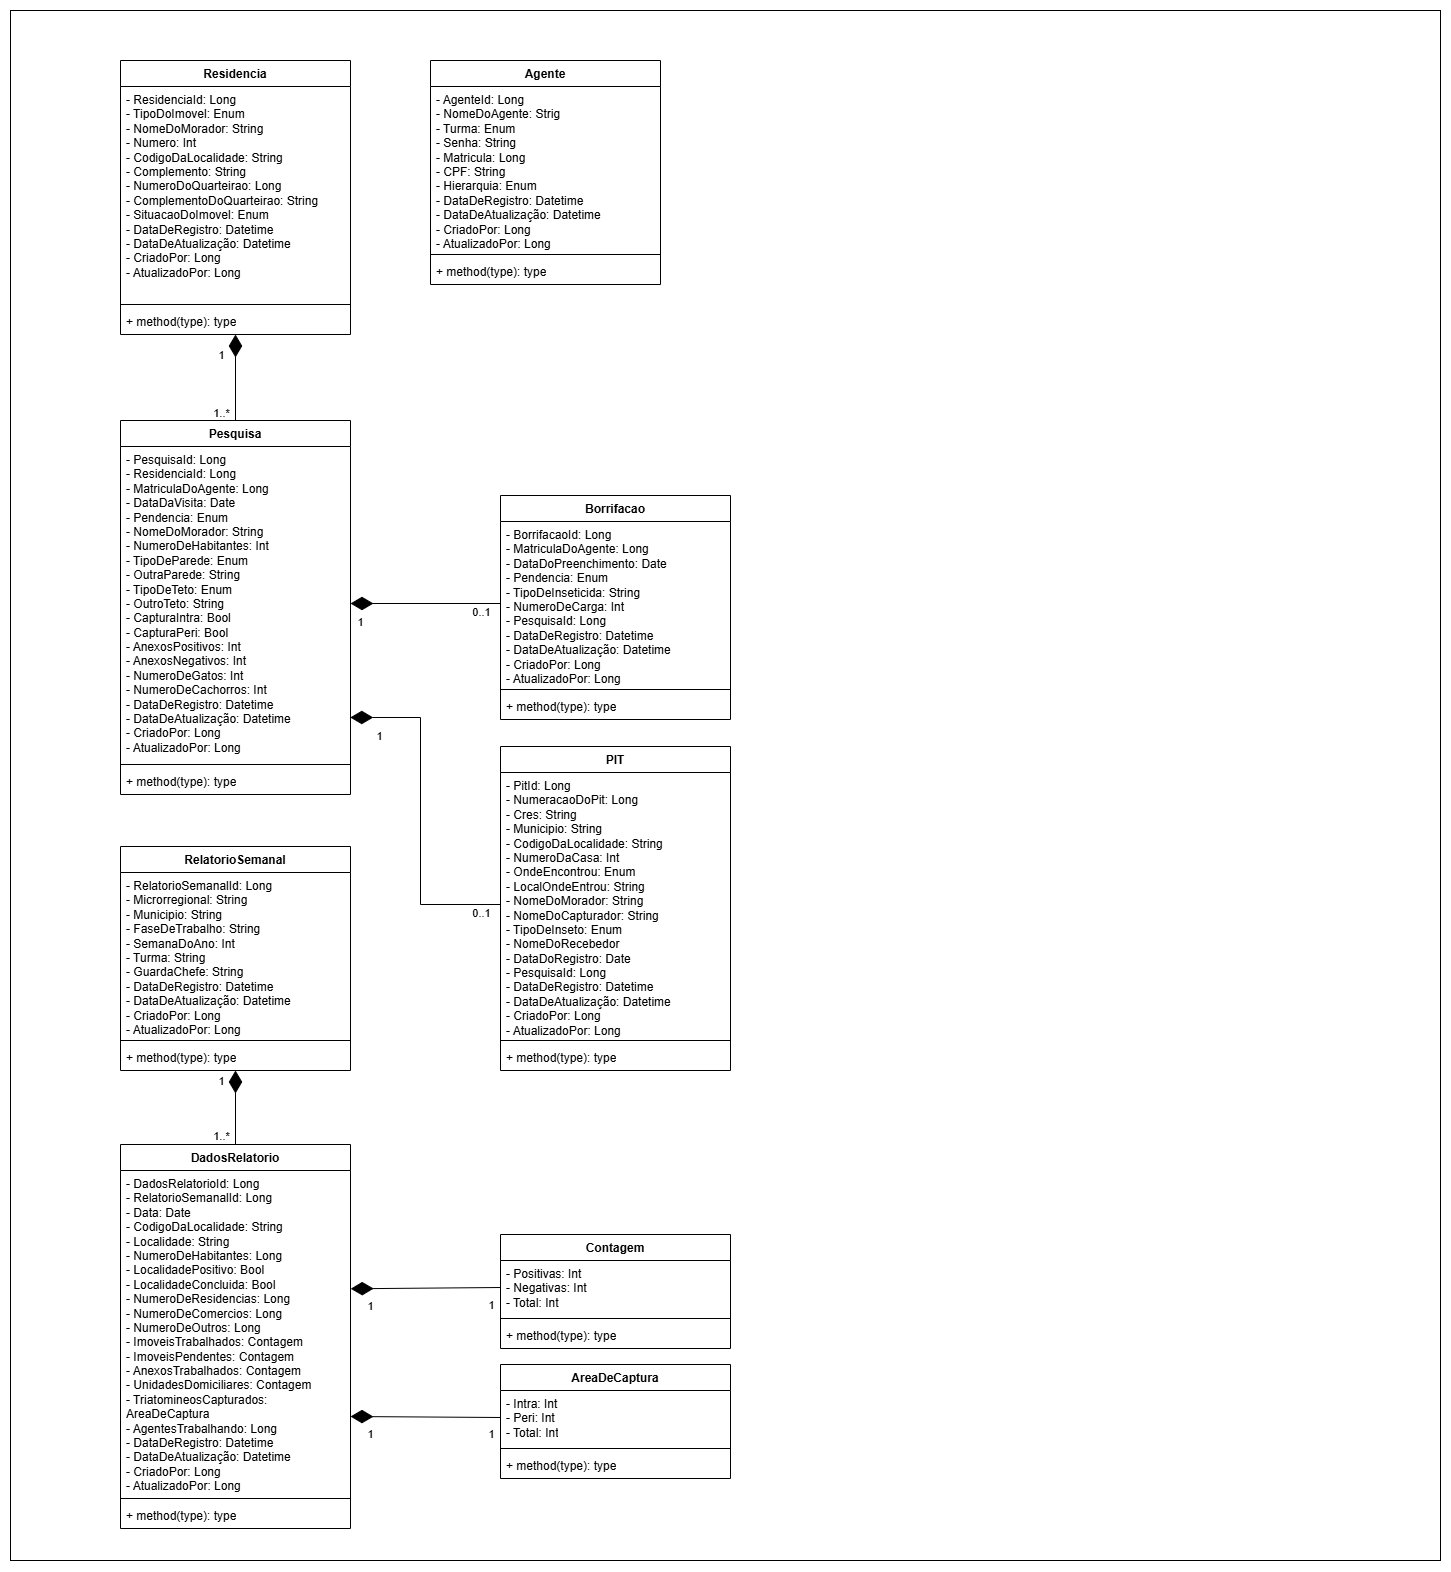 Residencia
- ResidenciaId: Long
- TipoDoImovel: Enum
- NomeDoMorador: String
- Numero: Int
- CodigoDaLocalidade: String
- Complemento: String
- NumeroDoQuarteirao: Long
- ComplementoDoQuarteirao: String
- SituacaoDoImovel: Enum
- DataDeRegistro: Datetime
- DataDeAtualização: Datetime
- CriadoPor: Long
- AtualizadoPor: Long
+ method(type): type
Agente
- AgenteId: Long
- NomeDoAgente: Strig
- Turma: Enum
- Senha: String
- Matricula: Long
- CPF: String
- Hierarquia: Enum
- DataDeRegistro: Datetime
- DataDeAtualização: Datetime
- CriadoPor: Long
- AtualizadoPor: Long
+ method(type): type
1
1..*
Pesquisa
- PesquisaId: Long
- ResidenciaId: Long
- MatriculaDoAgente: Long
- DataDaVisita: Date
- Pendencia: Enum
- NomeDoMorador: String
- NumeroDeHabitantes: Int
- TipoDeParede: Enum
- OutraParede: String
- TipoDeTeto: Enum
- OutroTeto: String
- CapturaIntra: Bool
- CapturaPeri: Bool
- AnexosPositivos: Int
- AnexosNegativos: Int
- NumeroDeGatos: Int
- NumeroDeCachorros: Int
- DataDeRegistro: Datetime
- DataDeAtualização: Datetime
- CriadoPor: Long
- AtualizadoPor: Long
+ method(type): type
1
0..1
Borrifacao
- BorrifacaoId: Long
- MatriculaDoAgente: Long
- DataDoPreenchimento: Date
- Pendencia: Enum
- TipoDeInseticida: String
- NumeroDeCarga: Int
- PesquisaId: Long
- DataDeRegistro: Datetime
- DataDeAtualização: Datetime
- CriadoPor: Long
- AtualizadoPor: Long
+ method(type): type
1
0..1
PIT
- PitId: Long
- NumeracaoDoPit: Long
- Cres: String
- Municipio: String
- CodigoDaLocalidade: String
- NumeroDaCasa: Int
- OndeEncontrou: Enum
- LocalOndeEntrou: String
- NomeDoMorador: String
- NomeDoCapturador: String
- TipoDeInseto: Enum
- NomeDoRecebedor
- DataDoRegistro: Date
- PesquisaId: Long
- DataDeRegistro: Datetime
- DataDeAtualização: Datetime
- CriadoPor: Long
- AtualizadoPor: Long
+ method(type): type
RelatorioSemanal
- RelatorioSemanalId: Long
- Microrregional: String
- Municipio: String
- FaseDeTrabalho: String
- SemanaDoAno: Int
- Turma: String
- GuardaChefe: String
- DataDeRegistro: Datetime
- DataDeAtualização: Datetime
- CriadoPor: Long
- AtualizadoPor: Long
+ method(type): type
1
1..*
DadosRelatorio
- DadosRelatorioId: Long
- RelatorioSemanalId: Long
- Data: Date
- CodigoDaLocalidade: String
- Localidade: String
- NumeroDeHabitantes: Long
- LocalidadePositivo: Bool
- LocalidadeConcluida: Bool
- NumeroDeResidencias: Long
- NumeroDeComercios: Long
- NumeroDeOutros: Long
- ImoveisTrabalhados: Contagem
- ImoveisPendentes: Contagem
- AnexosTrabalhados: Contagem
- UnidadesDomiciliares: Contagem
- TriatomineosCapturados:
AreaDeCaptura
- AgentesTrabalhando: Long
- DataDeRegistro: Datetime
- DataDeAtualização: Datetime
- CriadoPor: Long
- AtualizadoPor: Long
+ method(type): type
1
1
Contagem
- Positivas: Int
- Negativas: Int
- Total: Int
+ method(type): type
1
1
AreaDeCaptura
- Intra: Int
- Peri: Int
- Total: Int
+ method(type): type